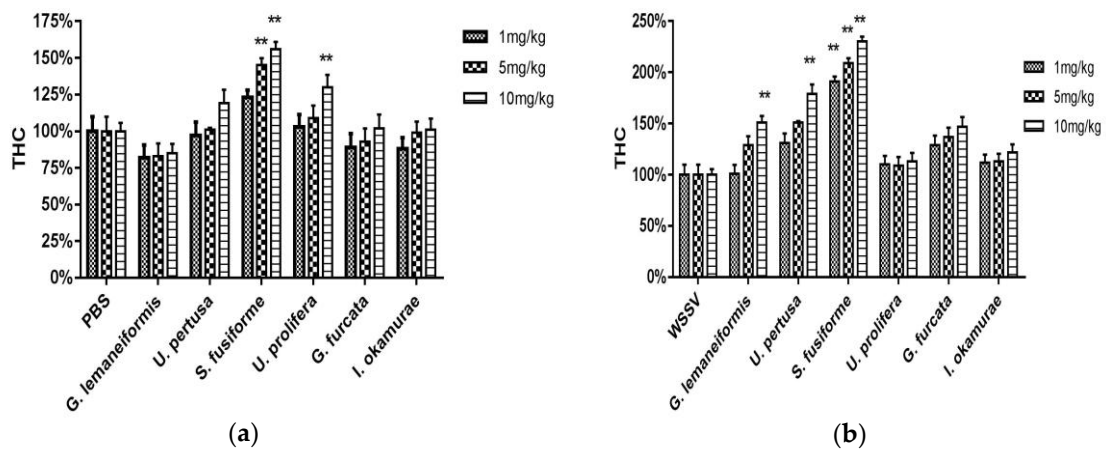 175%
150%
125%
100%
75%
50%
25%
0%
THC
** **
**
1mg/kg
5mg/kg
10mg/kg
PBS
G. lemaneiformis
U. pertusa
S. fusiforme
U. prolifera
G. furcata
I. okamurae
(a)
250%
200%
150%
100%
50%
0%
THC
**
**
** ** **
1mg/kg
5mg/kg
10mg/kg
WSSV
G. lemaneiformis
U. pertusa
S. fusiforme
U. prolifera
G. furcata
I. okamurae
(b)